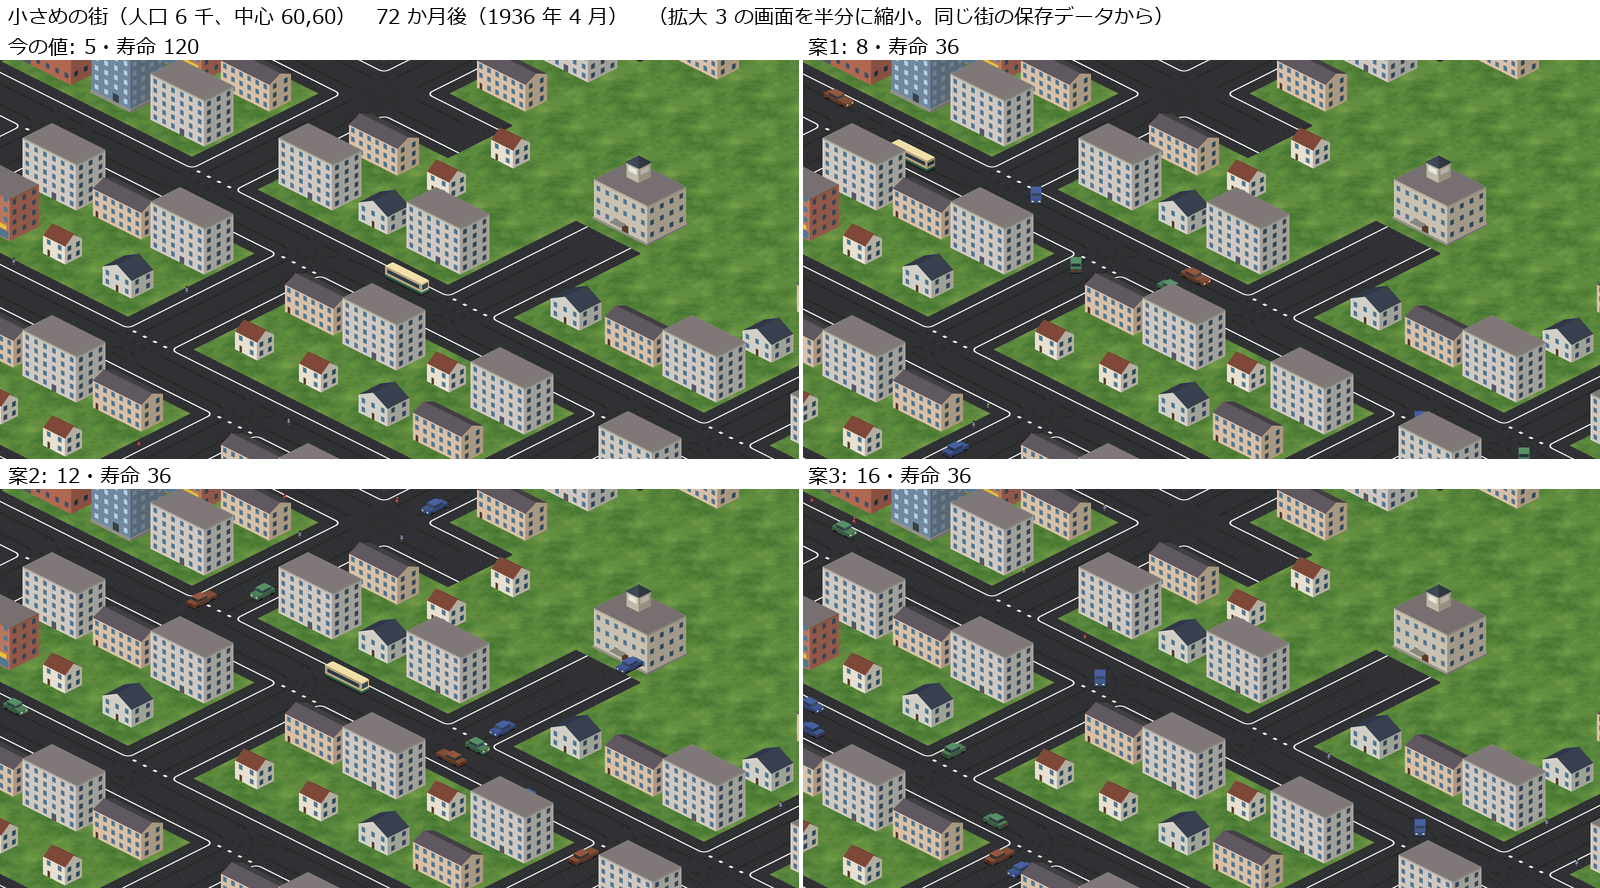 小さめの街（人口 6 千、中心 60,60）　72 か月後（1936 年 4 月）　（拡大 3 の画面を半分に縮小。同じ街の保存データから）
今の値: 5・寿命 120
案1: 8・寿命 36
案2: 12・寿命 36
案3: 16・寿命 36